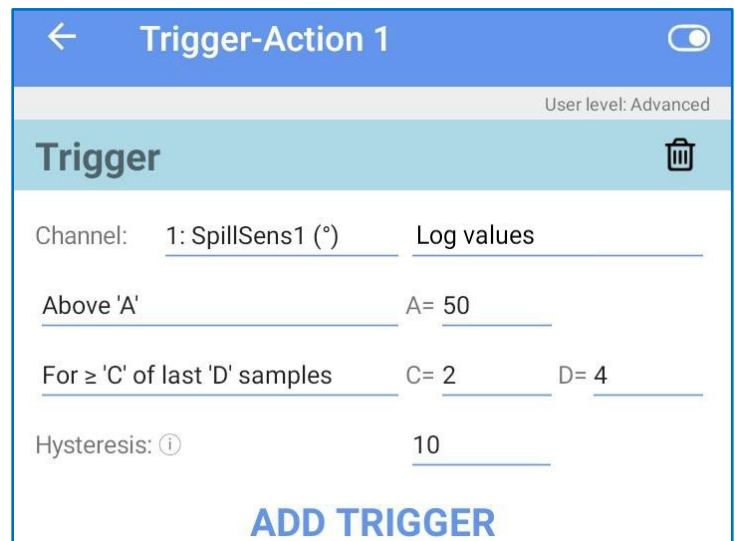 Trigger-Action 1
User level: Advanced
Trigger
Channel: 1: SpillSens1 (°) Log values
Above 'A' A= 50
For ≥ 'C' of last 'D' samples C= 2 D= 4
Hysteresis: ⓘ 10
ADD TRIGGER